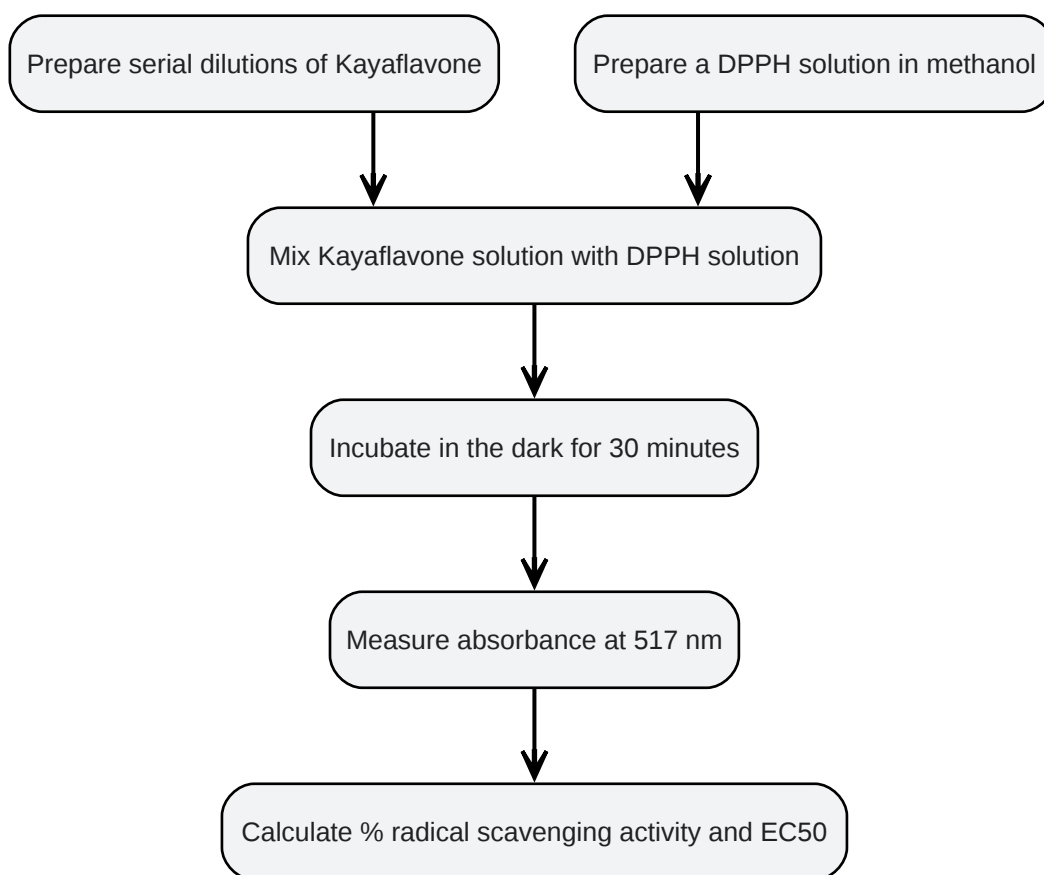 Prepare serial dilutions of Kayaflavone
Prepare a DPPH solution in methanol
Mix Kayaflavone solution with DPPH solution
Incubate in the dark for 30 minutes
Measure absorbance at 517 nm
Calculate % radical scavenging activity and EC50